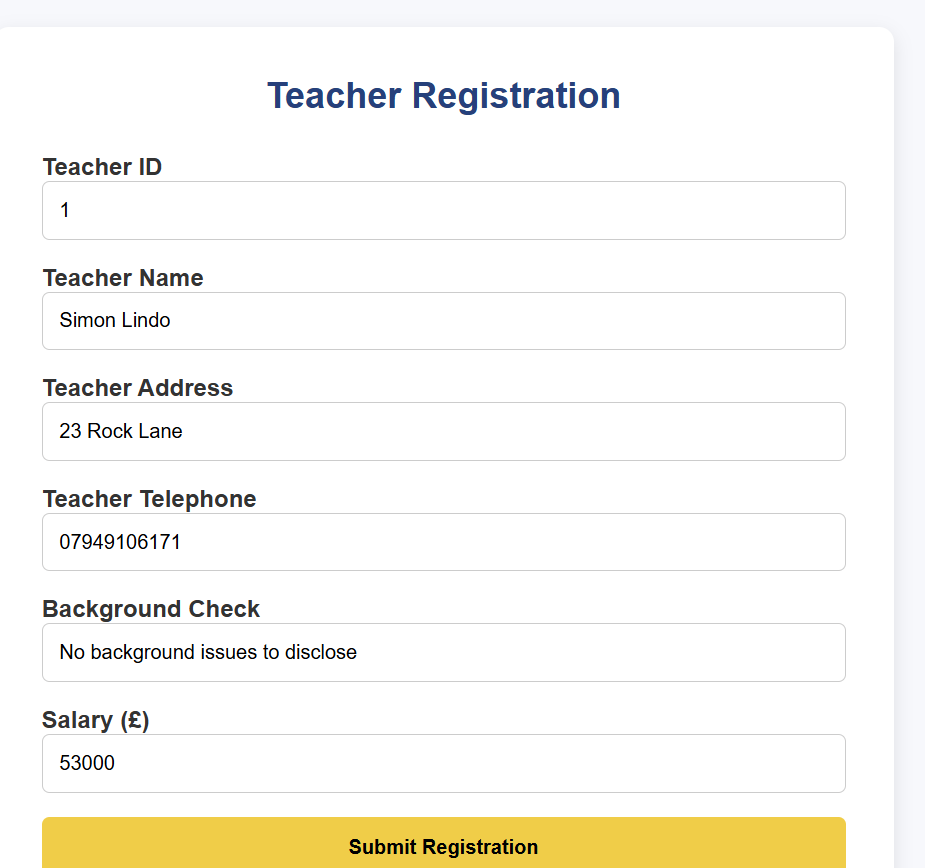 Teacher Registration
Teacher ID
1
Teacher Name
Simon Lindo
Teacher Address
23 Rock Lane
Teacher Telephone
07949106171
Background Check
No background issues to disclose
Salary (£)
53000
Submit Registration